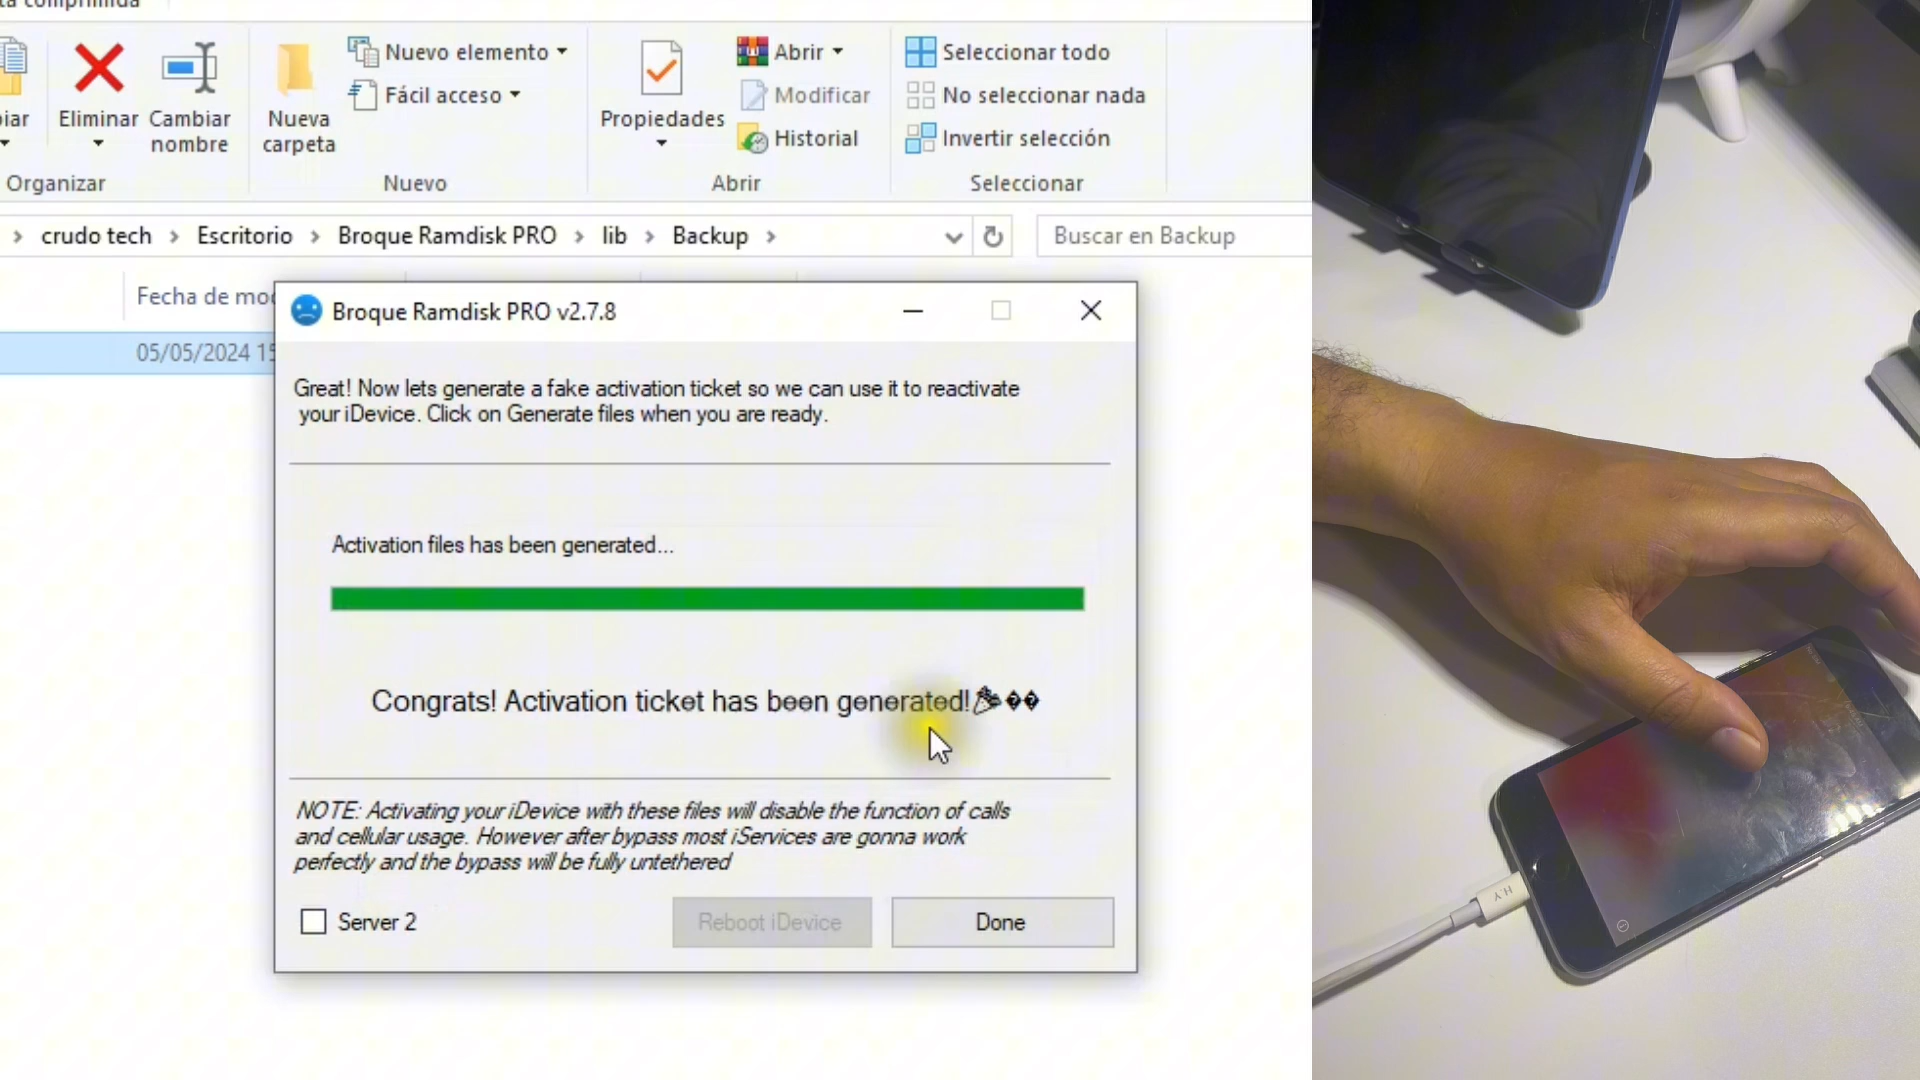 Eliminar
Cambiar nombre
Nueva carpeta
Nuevo elemento
Fácil acceso
Propiedades
Abrir
Modificar
Historial
Seleccionar todo
No seleccionar nada
Invertir selección
Organizar
Nuevo
Abrir
Seleccionar
crudo tech > Escritorio > Broque Ramdisk PRO > lib > Backup >
Buscar en Backup
Fecha de
05/05/2024
Broque Ramdisk PRO v2.7.8
Great! Now lets generate a fake activation ticket so we can use it to reactivate
your iDevice. Click on Generate files when you are ready.
Activation files has been generated...
Congrats! Activation ticket has been generated!
NOTE: Activating your iDevice with these files will disable the function of calls
and cellular usage. However after bypass most iServices are gonna work
perfectly and the bypass will be fully untethered
Server 2
Reboot iDevice
Done
H.Y